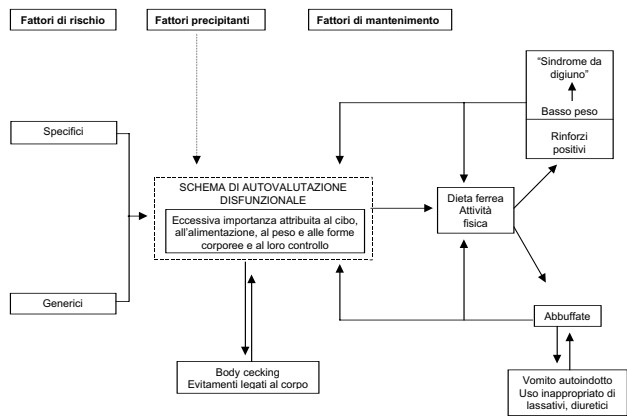 Fattori di rischio
Fattori precipitanti
Fattori di mantenimento
“Sindrome da
digiuno”
Basso peso
Rinforzi
positivi
Specifici
SCHEMA DI AUTOVALUTAZIONE
DISFUNZIONALE
Eccessiva importanza attribuita al cibo,
all’alimentazione, al peso e alle forme
corporee e al loro controllo
Dieta ferrea
Attività
fisica
Generici
Abbuffate
Body cecking
Evitamenti legati al corpo
Vomito autoindotto
Uso inappropriato di
lassativi, diuretici